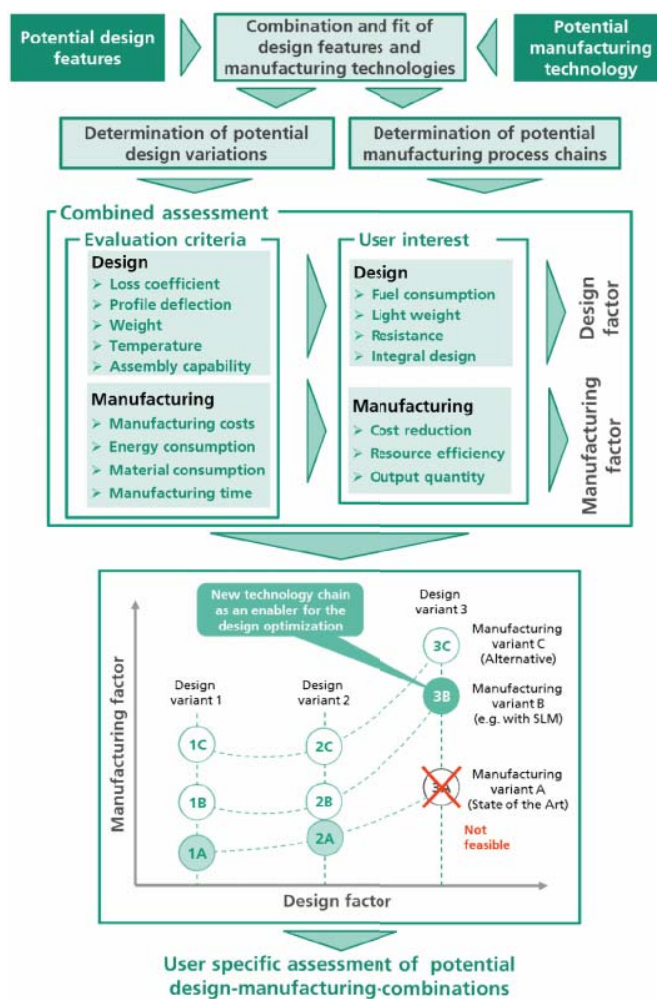 Potential design
features
Combination and fit of
design features and
manufacturing technologies
Potential
manufacturing
technology
Determination of potential
design variations
Determination of potential
manufacturing process chains
Combined assessment
Evaluation criteria
Design
➢ Loss coefficient
➢ Profile deflection
➢ Weight
➢ Temperature
➢ Assembly capability
Manufacturing
➢ Manufacturing costs
➢ Energy consumption
➢ Material consumption
➢ Manufacturing time
User interest
Design
➢ Fuel consumption
➢ Light weight
➢ Resistance
➢ Integral design
Manufacturing
➢ Cost reduction
➢ Resource efficiency
➢ Output quantity
Design
factor
Manufacturing
factor
New technology chain
as an enabler for the
design optimization
Design
variant 3
Design
variant 1
Design
variant 2
3C
Manufacturing
variant C
(Alternative)
3B
Manufacturing
variant B
(e.g. with SLM)
1C
2C
1B
2B
3A
Manufacturing
variant A
(State of the Art)
1A
2A
Not
feasible
Manufacturing factor
Design factor
User specific assessment of potential
design-manufacturing-combinations